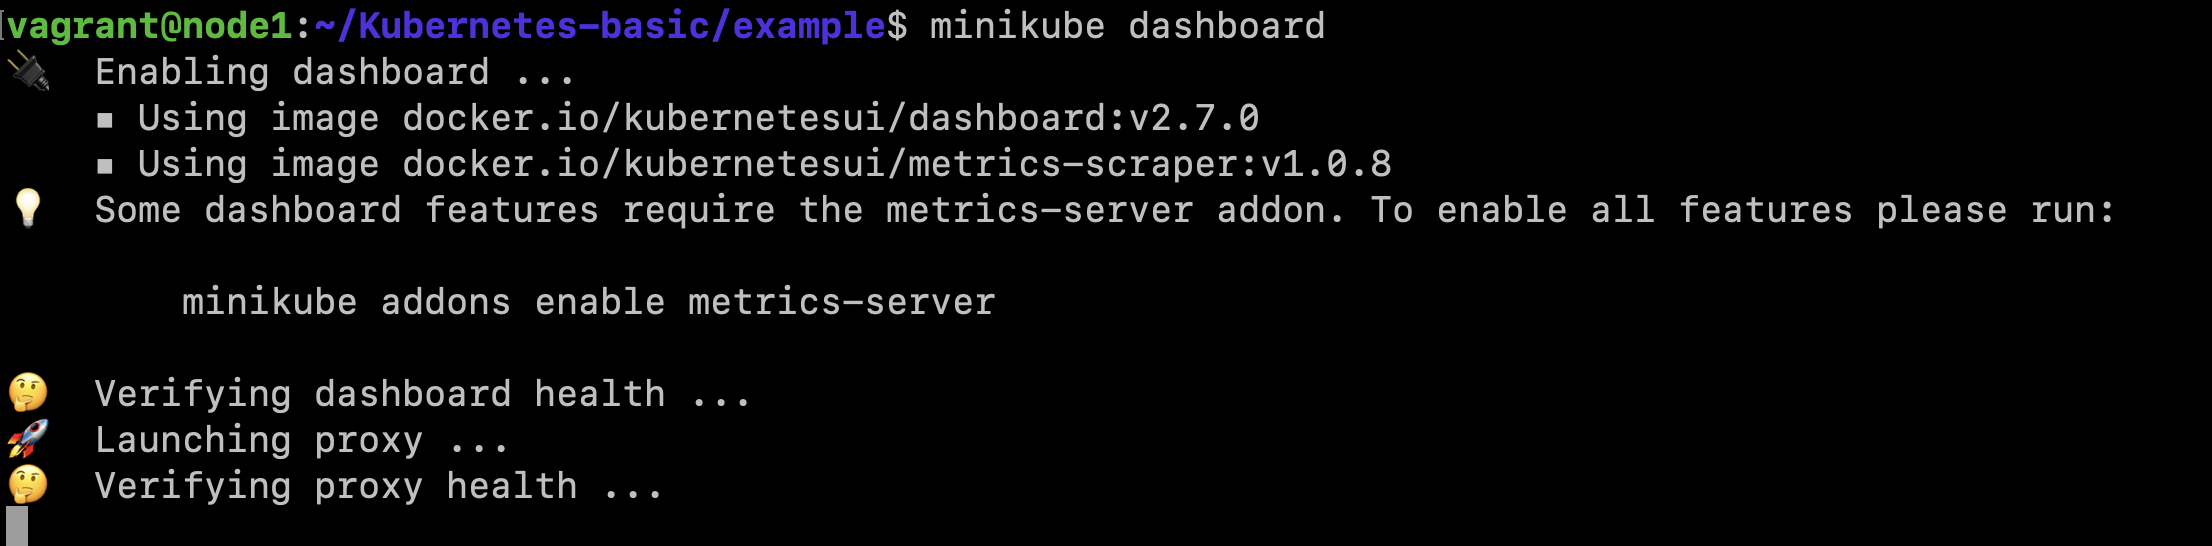 vagrant@node1:~/Kubernetes-basic/example$ minikube dashboard
🔌  Enabling dashboard ...
▪ Using image docker.io/kubernetesui/dashboard:v2.7.0
▪ Using image docker.io/kubernetesui/metrics-scraper:v1.0.8
💡  Some dashboard features require the metrics-server addon. To enable all features please run:
minikube addons enable metrics-server
🤔  Verifying dashboard health ...
🚀  Launching proxy ...
🤔  Verifying proxy health ...